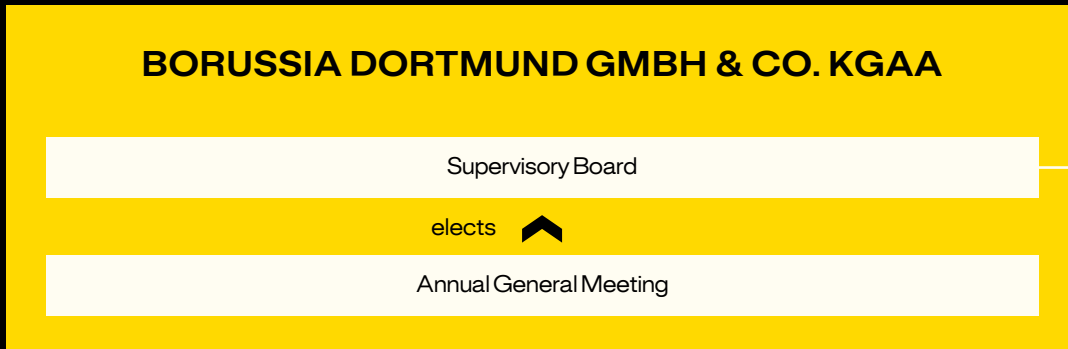 BORUSSIA DORTMUND GMBH & CO. KGAA
Supervisory Board
elects
Annual General Meeting